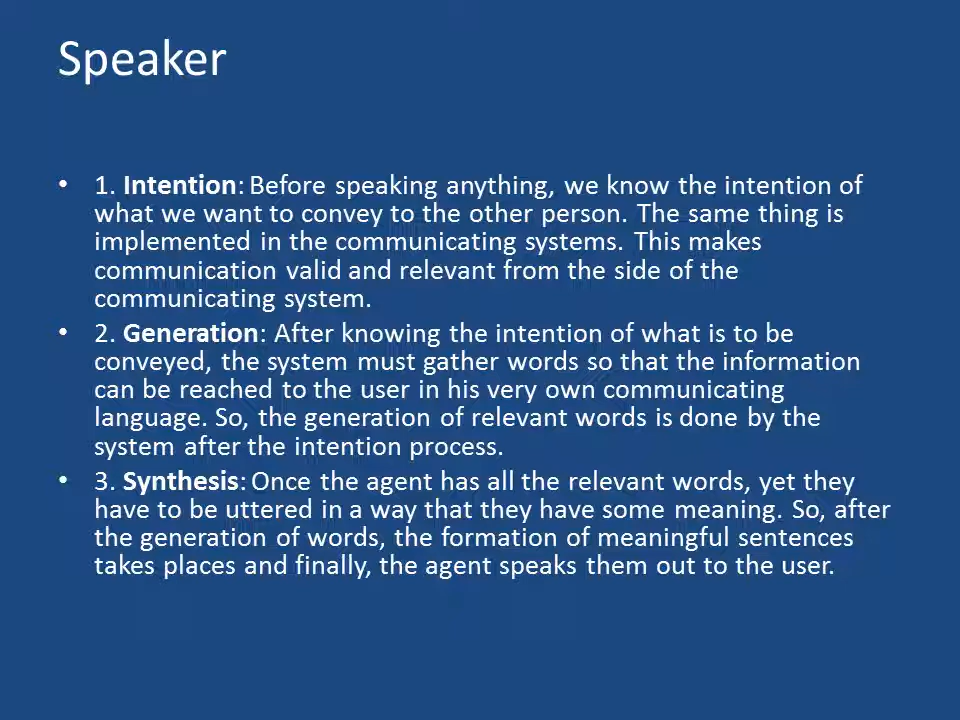 Speaker
• 1. Intention: Before speaking anything, we know the intention of
what we want to convey to the other person. The same thing is
implemented in the communicating systems. This makes
communication valid and relevant from the side of the
communicating system.
• 2. Generation: After knowing the intention of what is to be
conveyed, the system must gather words so that the information
can be reached to the user in his very own communicating
language. So, the generation of relevant words is done by the
system after the intention process.
• 3. Synthesis: Once the agent has all the relevant words, yet they
have to be uttered in a way that they have some meaning. So, after
the generation of words, the formation of meaningful sentences
takes places and finally, the agent speaks them out to the user.